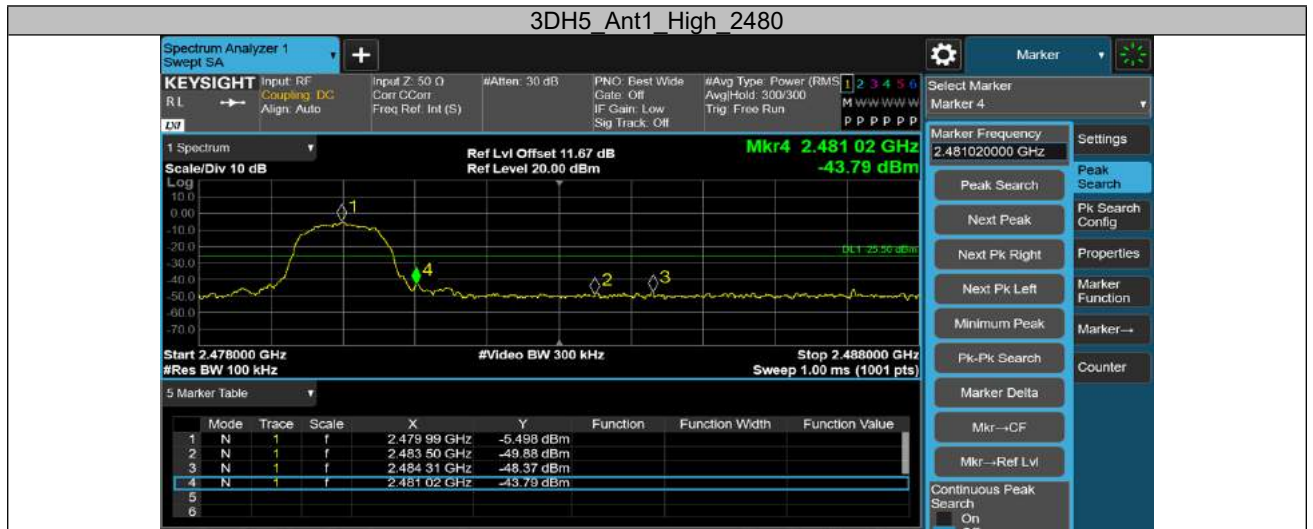 3DH5_Ant1_High_2480
Spectrum Analyzer 1
Swept SA
+
Marker
KEYSIGHT
RL
LXI
Input: RF
Coupling: DC
Align: Auto
Input Z: 50 Ω
Corr CCorr
Freq Ref: Int (S)
#Atten: 30 dB
PNO: Best Wide
Gate: Off
IF Gain: Low
Sig Track: Off
#Avg Type: Power (RMS
Avg|Hold: 300/300
Trig: Free Run
1 2 3 4 5 6
M W W W W W
P P P P P P
Select Marker
Marker 4
1 Spectrum
Scale/Div 10 dB
Ref Lvl Offset 11.67 dB
Ref Level 20.00 dBm
Mkr4 2.481 02 GHz
-43.79 dBm
Log
10.0
0.00
-10.0
-20.0
-30.0
-40.0
-50.0
-60.0
-70.0
1
4
2
3
DL1 -25.50 dBm
Start 2.478000 GHz
#Res BW 100 kHz
#Video BW 300 kHz
Stop 2.488000 GHz
Sweep 1.00 ms (1001 pts)
5 Marker Table
Mode Trace Scale X Y Function Function Width Function Value
1 N 1 f 2.479 99 GHz -5.498 dBm
2 N 1 f 2.483 50 GHz -49.88 dBm
3 N 1 f 2.484 31 GHz -48.37 dBm
4 N 1 f 2.481 02 GHz -43.79 dBm
5
6
Marker Frequency
2.481020000 GHz
Peak Search
Next Peak
Next Pk Right
Next Pk Left
Minimum Peak
Pk-Pk Search
Marker Delta
Mkr→CF
Mkr→Ref Lvl
Continuous Peak
Search
On
Settings
Peak
Search
Pk Search
Config
Properties
Marker
Function
Marker→
Counter